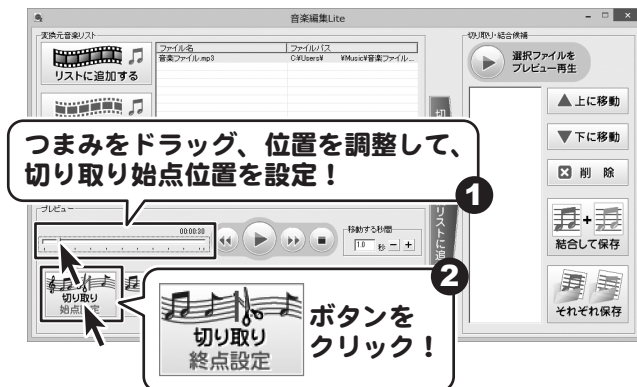 音楽編集Lite
変換元音楽リスト
リストに追加する
ファイル名
ファイルパス
音楽ファイル.mp3
C:¥Users¥
¥Music¥音楽ファイル...
切り取り・結合候補
選択ファイルを
プレビュー再生
上に移動
下に移動
削 除
結合して保存
それぞれ保存
切
リストに追
つまみをドラッグ、位置を調整して、
切り取り始点位置を設定!
1
プレビュー
00:00:30
移動する秒間
1.0 秒
切り取り
始点設定
2
切り取り
終点設定
ボタンを
クリック!